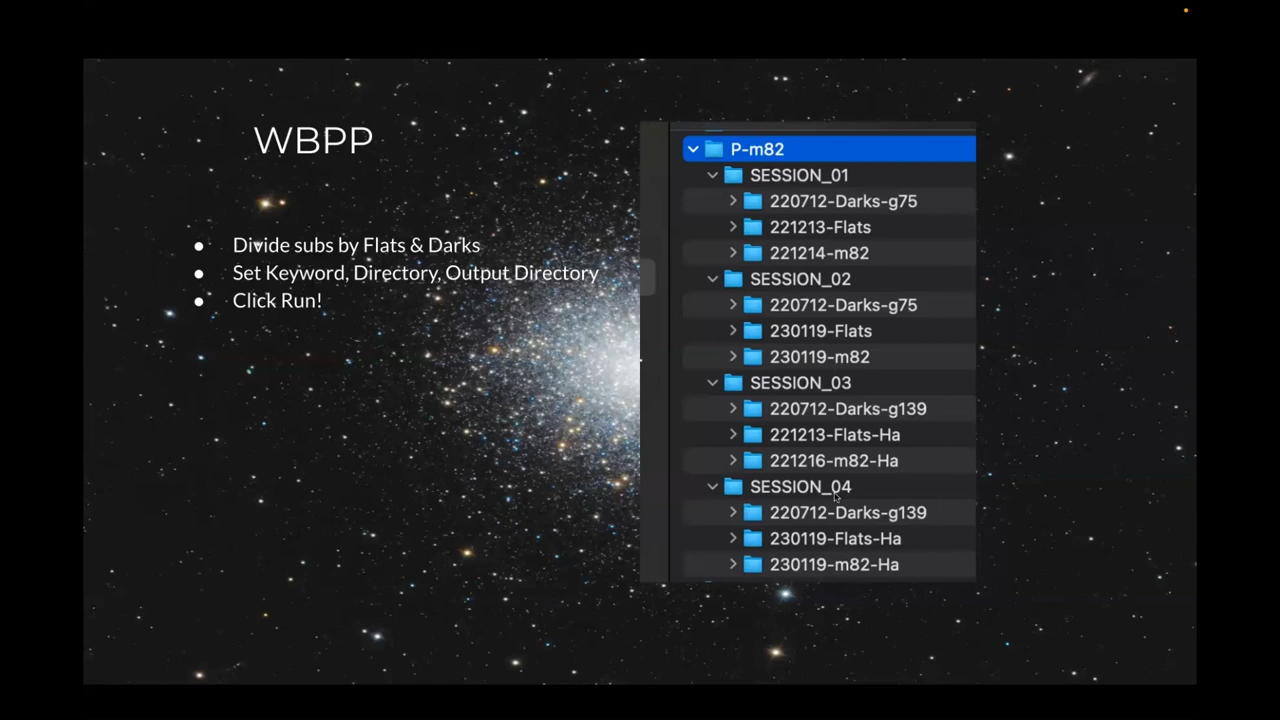 WBPP
● Divide subs by Flats & Darks
● Set Keyword, Directory, Output Directory
● Click Run!
P-m82
SESSION_01
220712-Darks-g75
221213-Flats
221214-m82
SESSION_02
220712-Darks-g75
230119-Flats
230119-m82
SESSION_03
220712-Darks-g139
221213-Flats-Ha
221216-m82-Ha
SESSION_04
220712-Darks-g139
230119-Flats-Ha
230119-m82-Ha